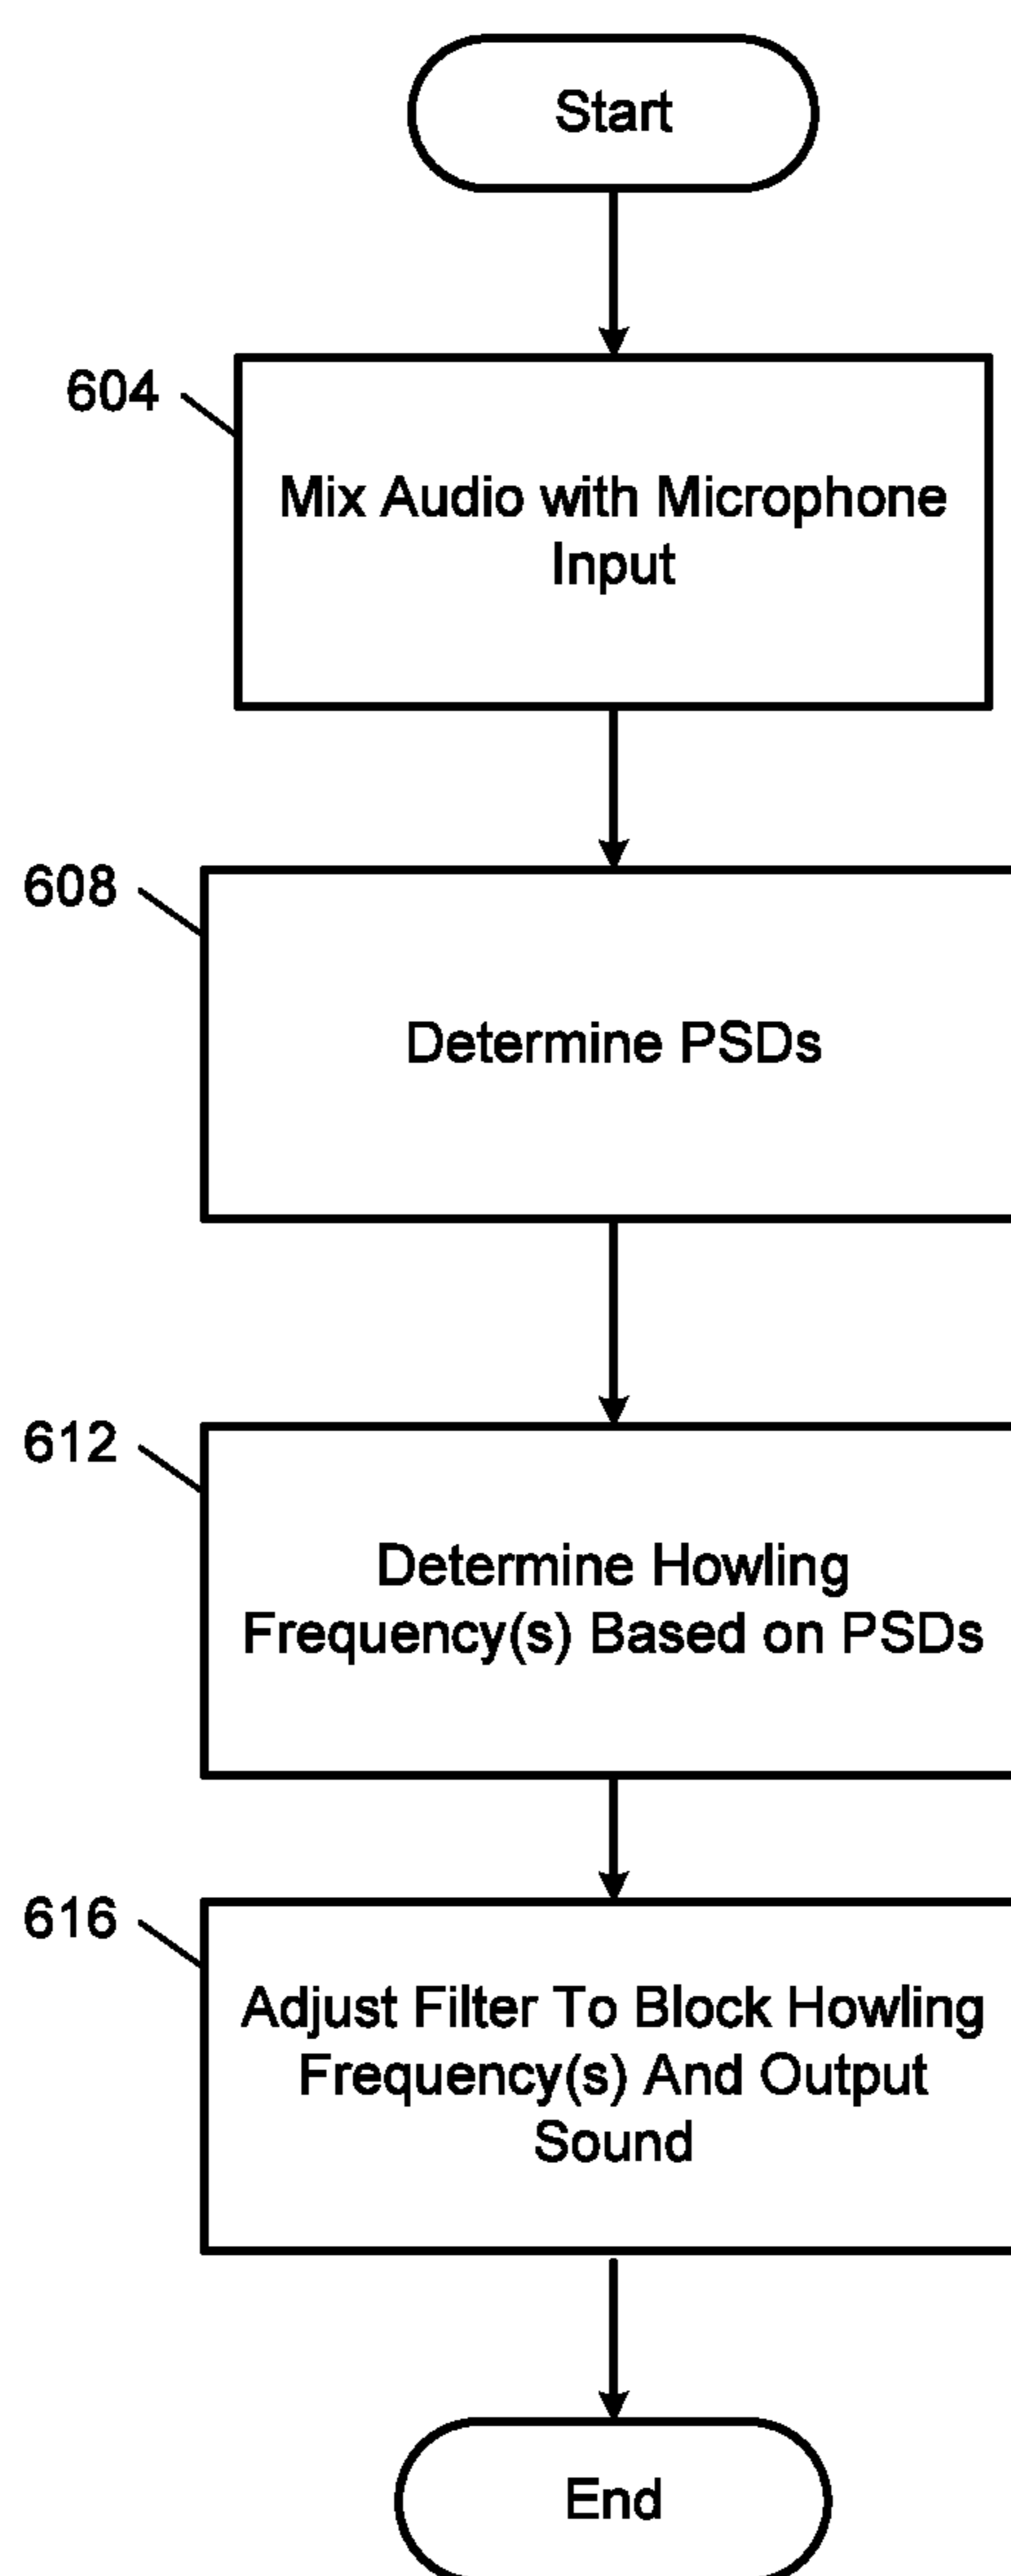 Start
604
Mix Audio with Microphone
Input
608
Determine PSDs
612
Determine Howling
Frequency(s) Based on PSDs
616
Adjust Filter To Block Howling
Frequency(s) And Output
Sound
End